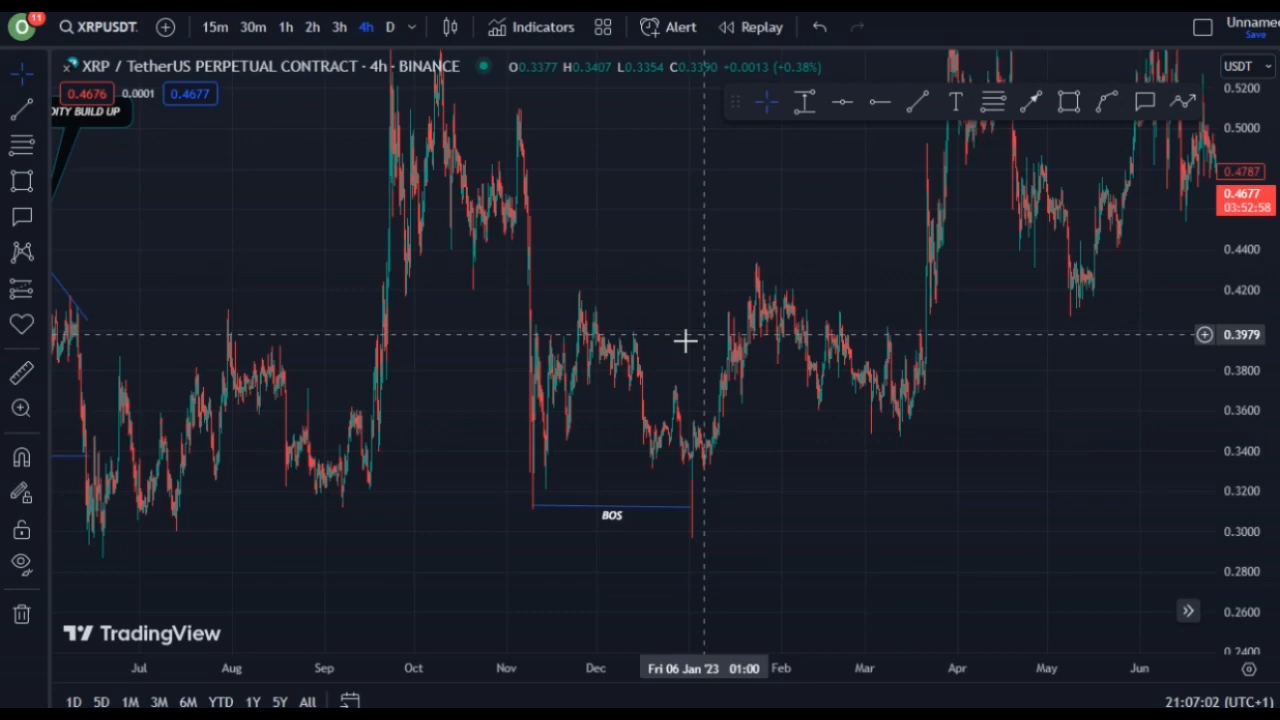 O 11 XRPUSDT. 15m 30m 1h 2h 3h 4h D Indicators Alert Replay Unname
Save
XRP / TetherUS PERPETUAL CONTRACT · 4h · BINANCE O0.3377 H0.3407 L0.3354 C0.3390 +0.0013 (+0.38%) USDT
0.4676 0.0001 0.4677
DITY BUILD UP
0.5200
0.5000
0.4787
0.4677
03:52:58
0.4400
0.4200
0.3979
0.3800
0.3600
0.3400
0.3200
BOS
0.3000
0.2800
0.2600
TradingView
0.2400
Jul Aug Sep Oct Nov Dec Fri 06 Jan '23 01:00 Feb Mar Apr May Jun
1D 5D 1M 3M 6M YTD 1Y 5Y All 21:07:02 (UTC+1)